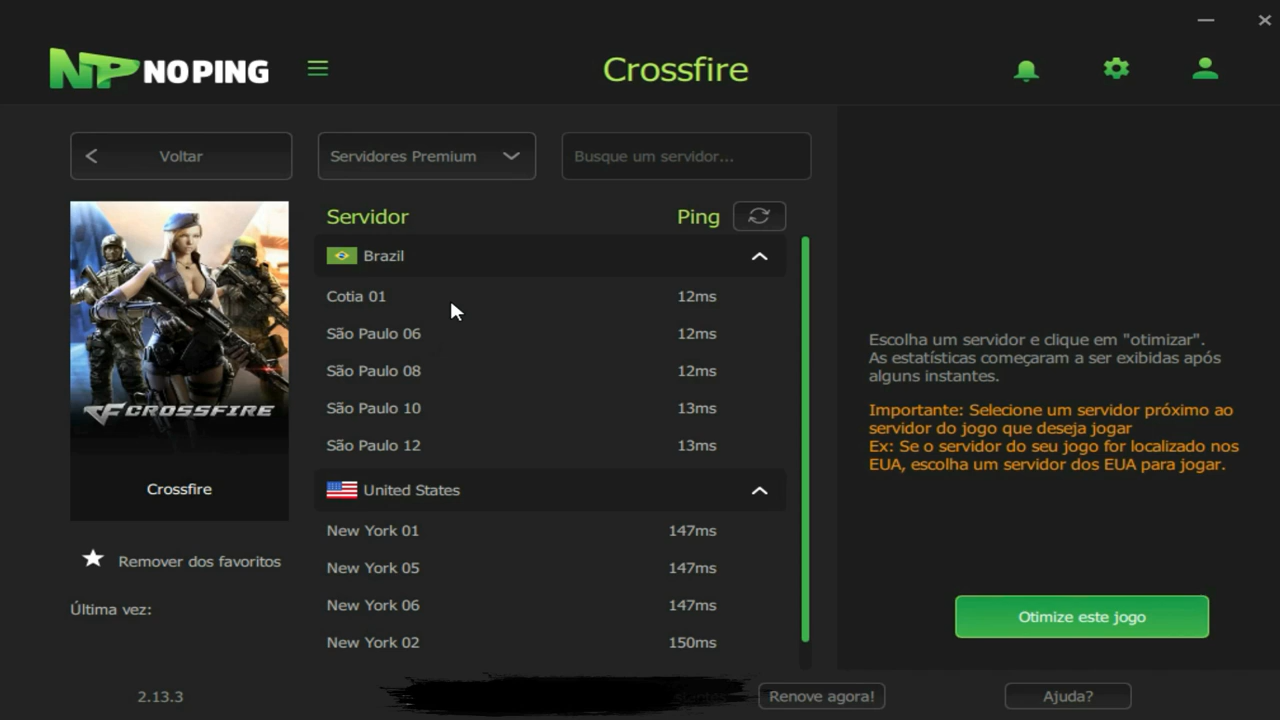 NP NOPING
Crossfire
Voltar
Servidores Premium
Busque um servidor...
Servidor Ping
Brazil
Cotia 01 12ms
São Paulo 06 12ms
São Paulo 08 12ms
São Paulo 10 13ms
São Paulo 12 13ms
United States
New York 01 147ms
New York 05 147ms
New York 06 147ms
New York 02 150ms
CF CROSSFIRE
Crossfire
Remover dos favoritos
Última vez:
Escolha um servidor e clique em "otimizar".
As estatísticas começaram a ser exibidas após
alguns instantes.
Importante: Selecione um servidor próximo ao
servidor do jogo que deseja jogar
Ex: Se o servidor do seu jogo for localizado nos
EUA, escolha um servidor dos EUA para jogar.
Otimize este jogo
2.13.3
Renove agora!
Ajuda?